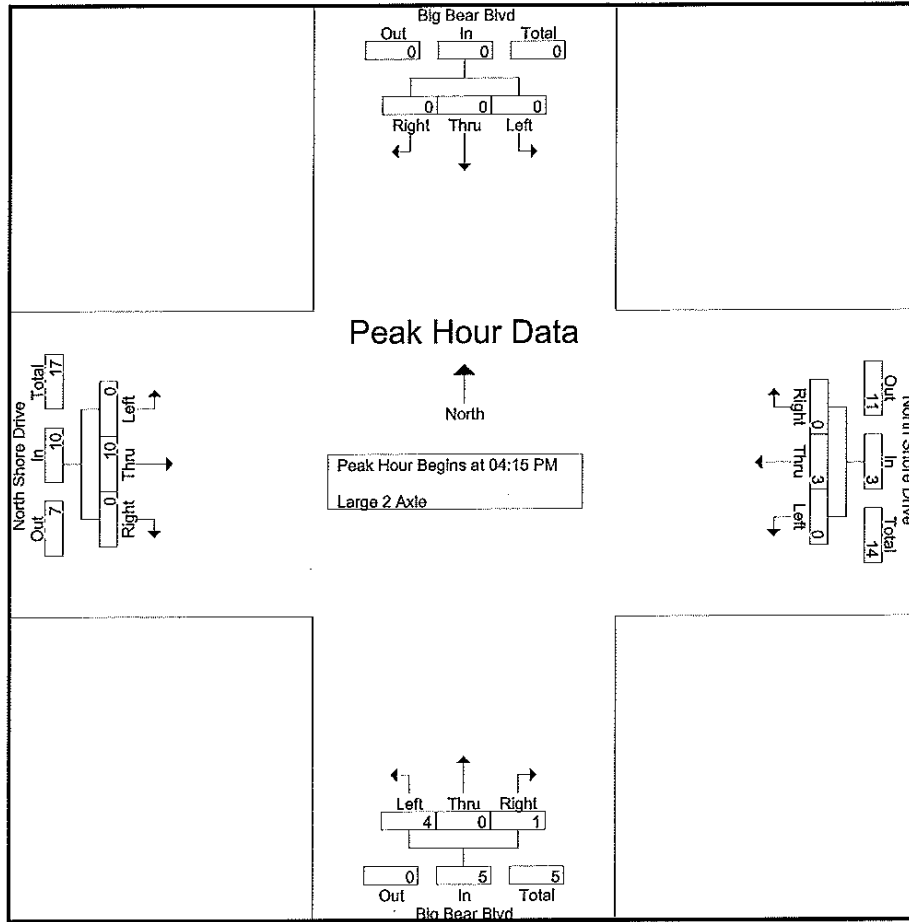 Big Bear Blvd
Out In Total
0 0 0
0 0 0
Right Thru Left
Peak Hour Data
North
Peak Hour Begins at 04:15 PM
Large 2 Axle
North Shore Drive
Total In Out
17 10 7
0 10 0
Left Thru Right
North Shore Drive
Out In Total
11 3 14
0 3 0
Right Thru Left
Left Thru Right
4 0 1
0 5 5
Out In Total
Big Bear Blvd